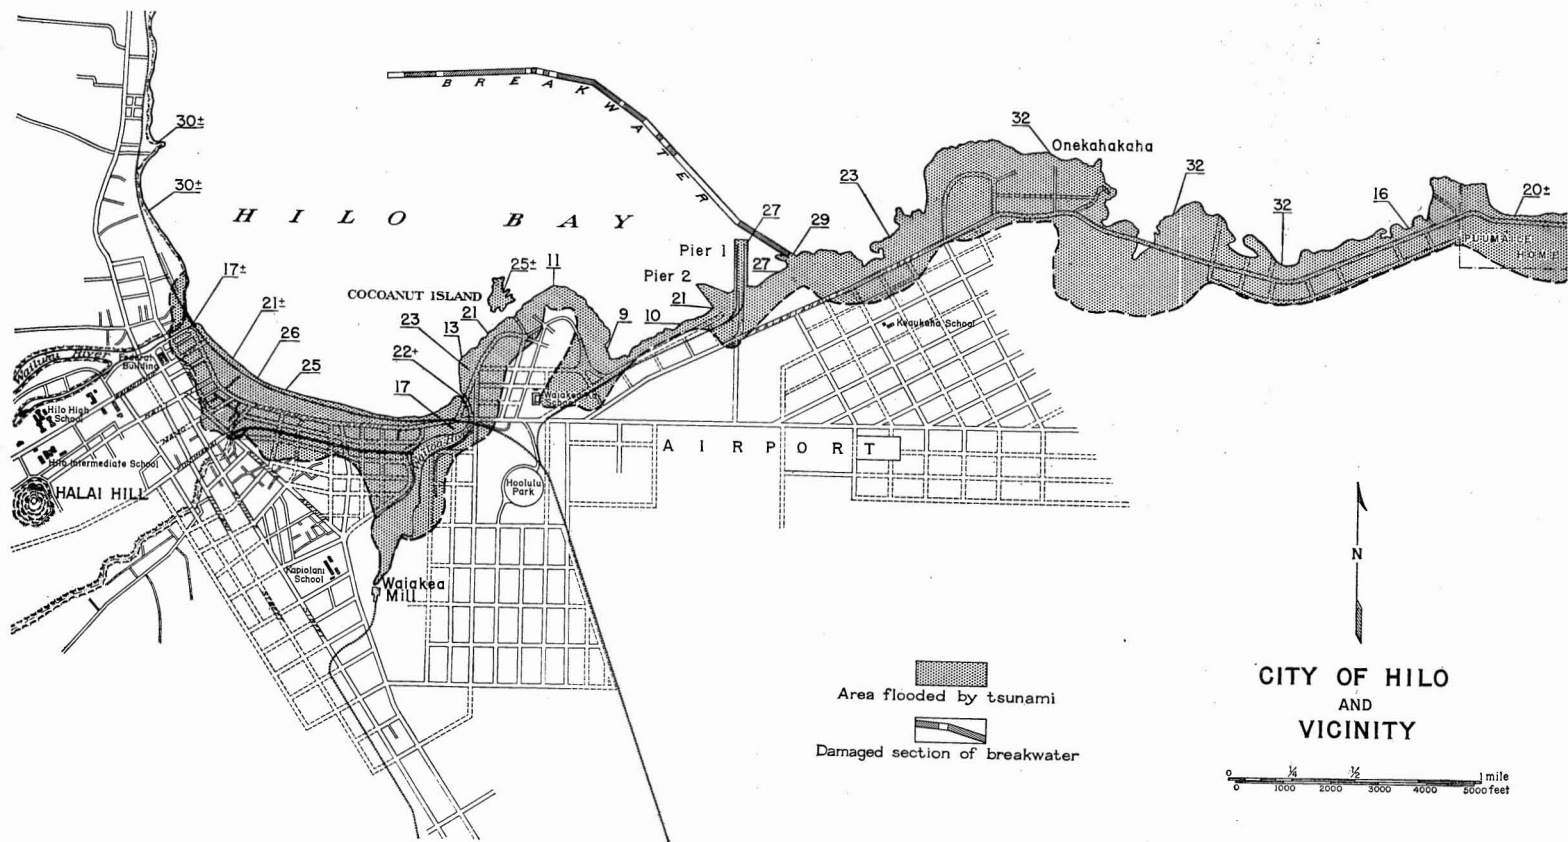 BREAKWATER
30±
32
Onekahakaha
30±
23
32
HILO BAY
27
29
32
16
20±
Pier 1
27
PUUMAILE
HOME
17±
25±
11
Pier 2
COCOANUT ISLAND
21±
21
9
10
21
26
23
13
Keaukaha School
25
22+
17
Wailuku River
Federal
Building
Waiakea
School
Hilo High
School
AIRPORT
Hilo Intermediate School
HALAI HILL
Hoolulu
Park
Kapiolani
School
Waiakea
Mill
N
Area flooded by tsunami
Damaged section of breakwater
CITY OF HILO
AND
VICINITY
0 ¼ ½ 1 mile
0 1000 2000 3000 4000 5000 feet